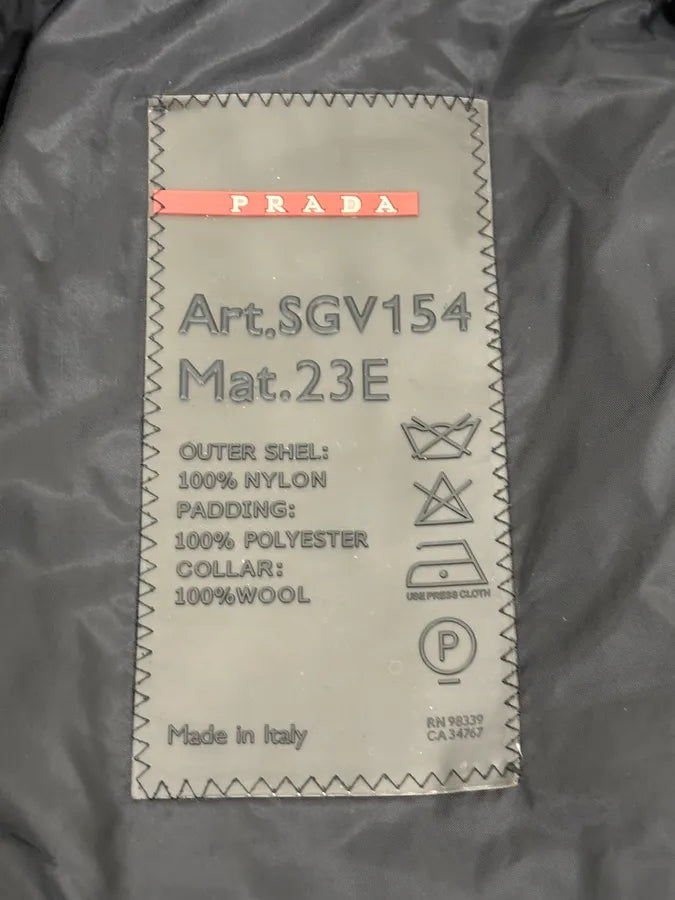 PRADA
Art.SGV154
Mat.23E
OUTER SHEL:
100% NYLON
PADDING:
100% POLYESTER
COLLAR:
100%WOOL
USE PRESS CLOTH
P
Made in Italy
RN 98339
CA 34767